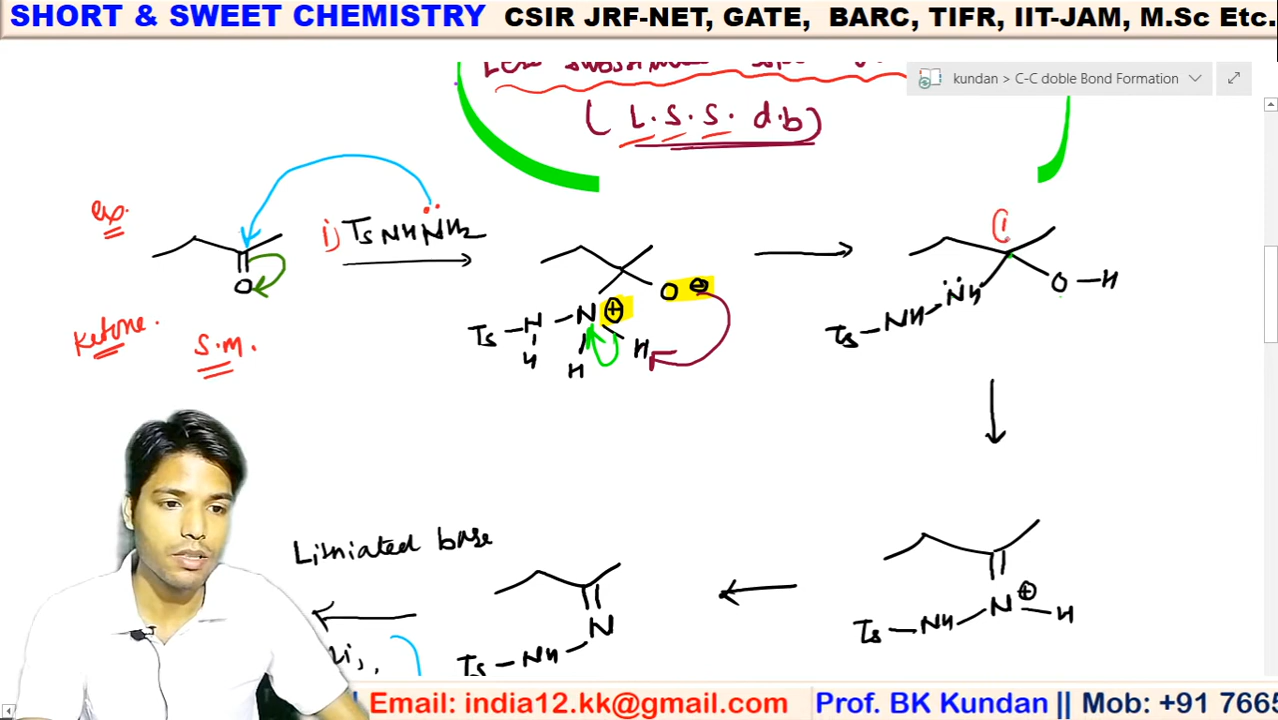 SHORT & SWEET CHEMISTRY CSIR JRF-NET, GATE, BARC, TIFR, IIT-JAM, M.Sc Etc.
kundan > C-C doble Bond Formation
( L.S.S. d.b)
ex.
i) TsNHNH2
O
Ketone.
S.M.
O ⊖
Ts - N - N ⊕
H H H
O - H
Ts - NH - NH
Limiated base
N
Ts - NH
N ⊕ - H
Ts - NH
Email: india12.kk@gmail.com || Prof. BK Kundan || Mob: +91 7665